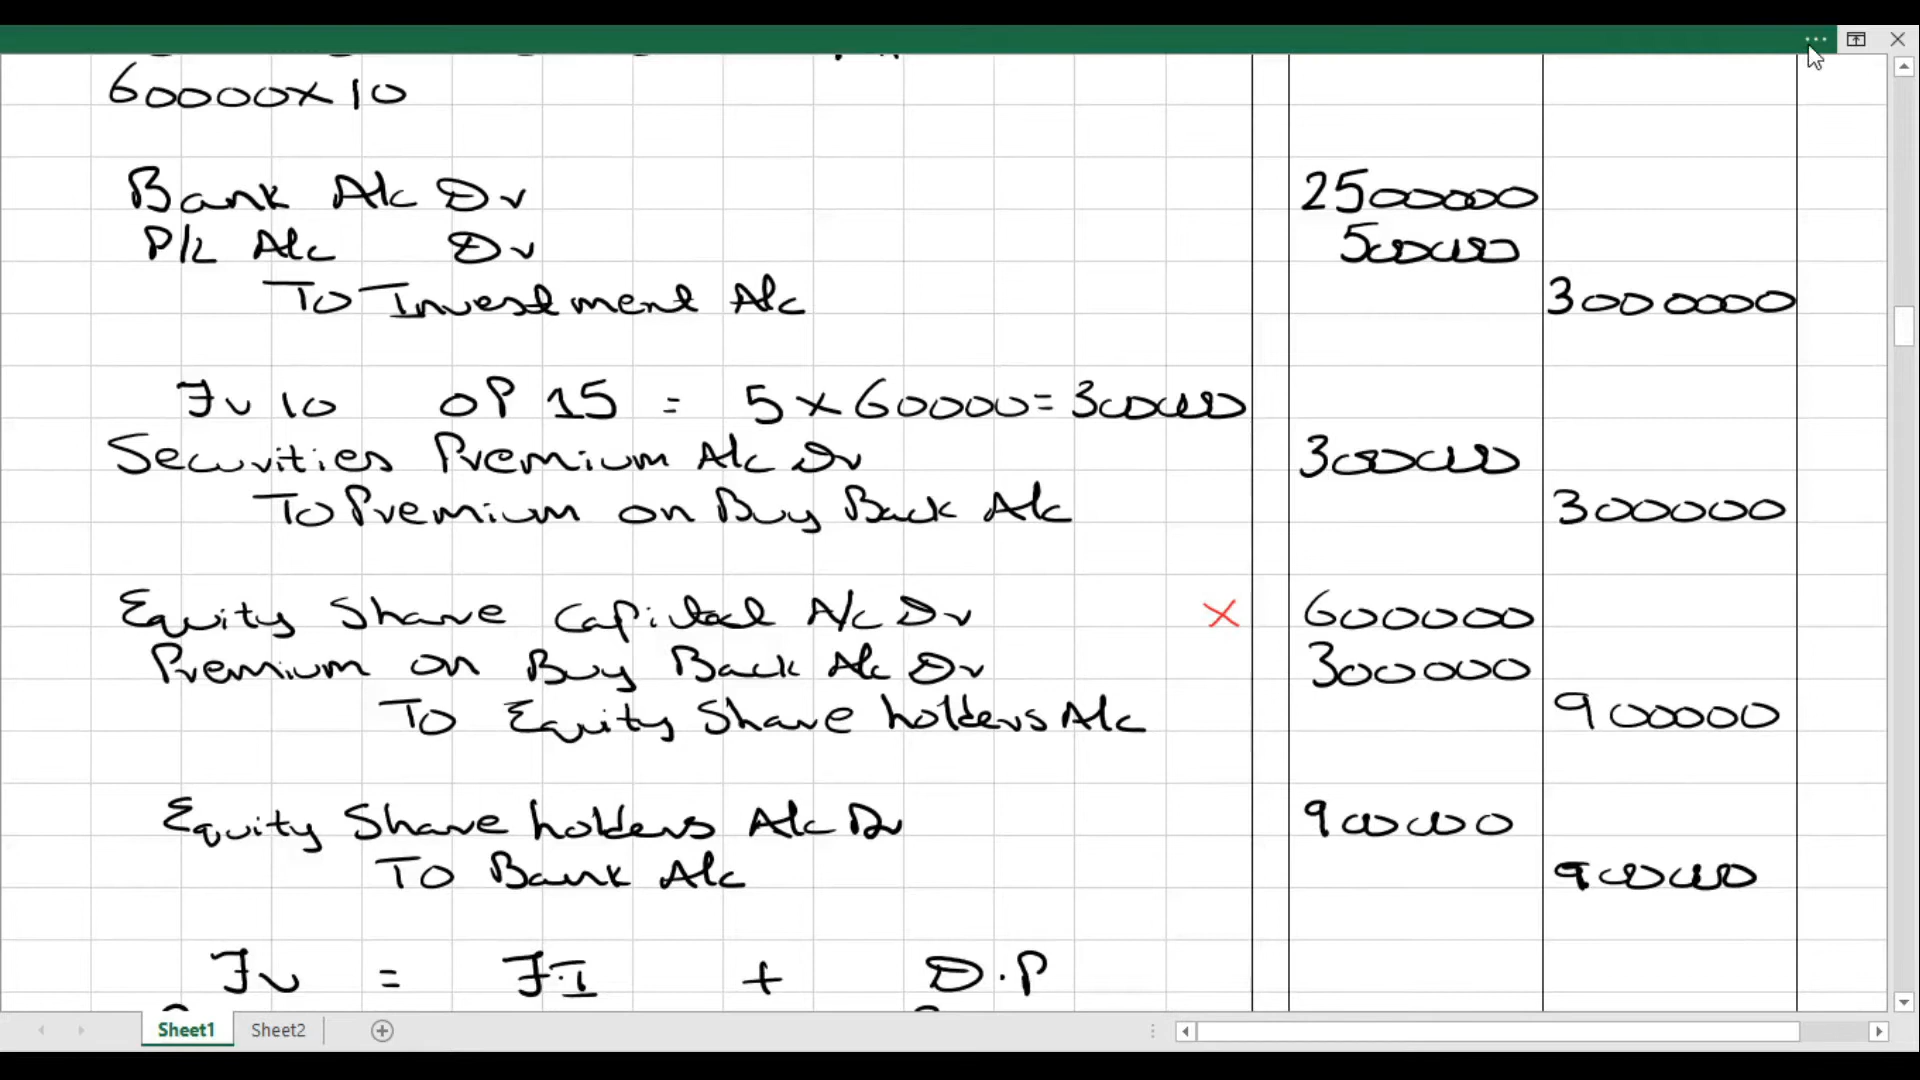 60000x10
Bank A/c Dr 2500000
P/L A/c Dr 500000
To Investment A/c 3000000
Fv 10 OP 15 = 5 x 60000 = 300000
Securities Premium A/c Dr 300000
To Premium on Buy Back A/c 300000
Equity Share Capital A/c Dr x 600000
Premium on Buy Back A/c Dr 300000
To Equity Share holders A/c 900000
Equity Share holders A/c Dr 900000
To Bank A/c 900000
Fv = F.I + D.P
Sheet1 Sheet2